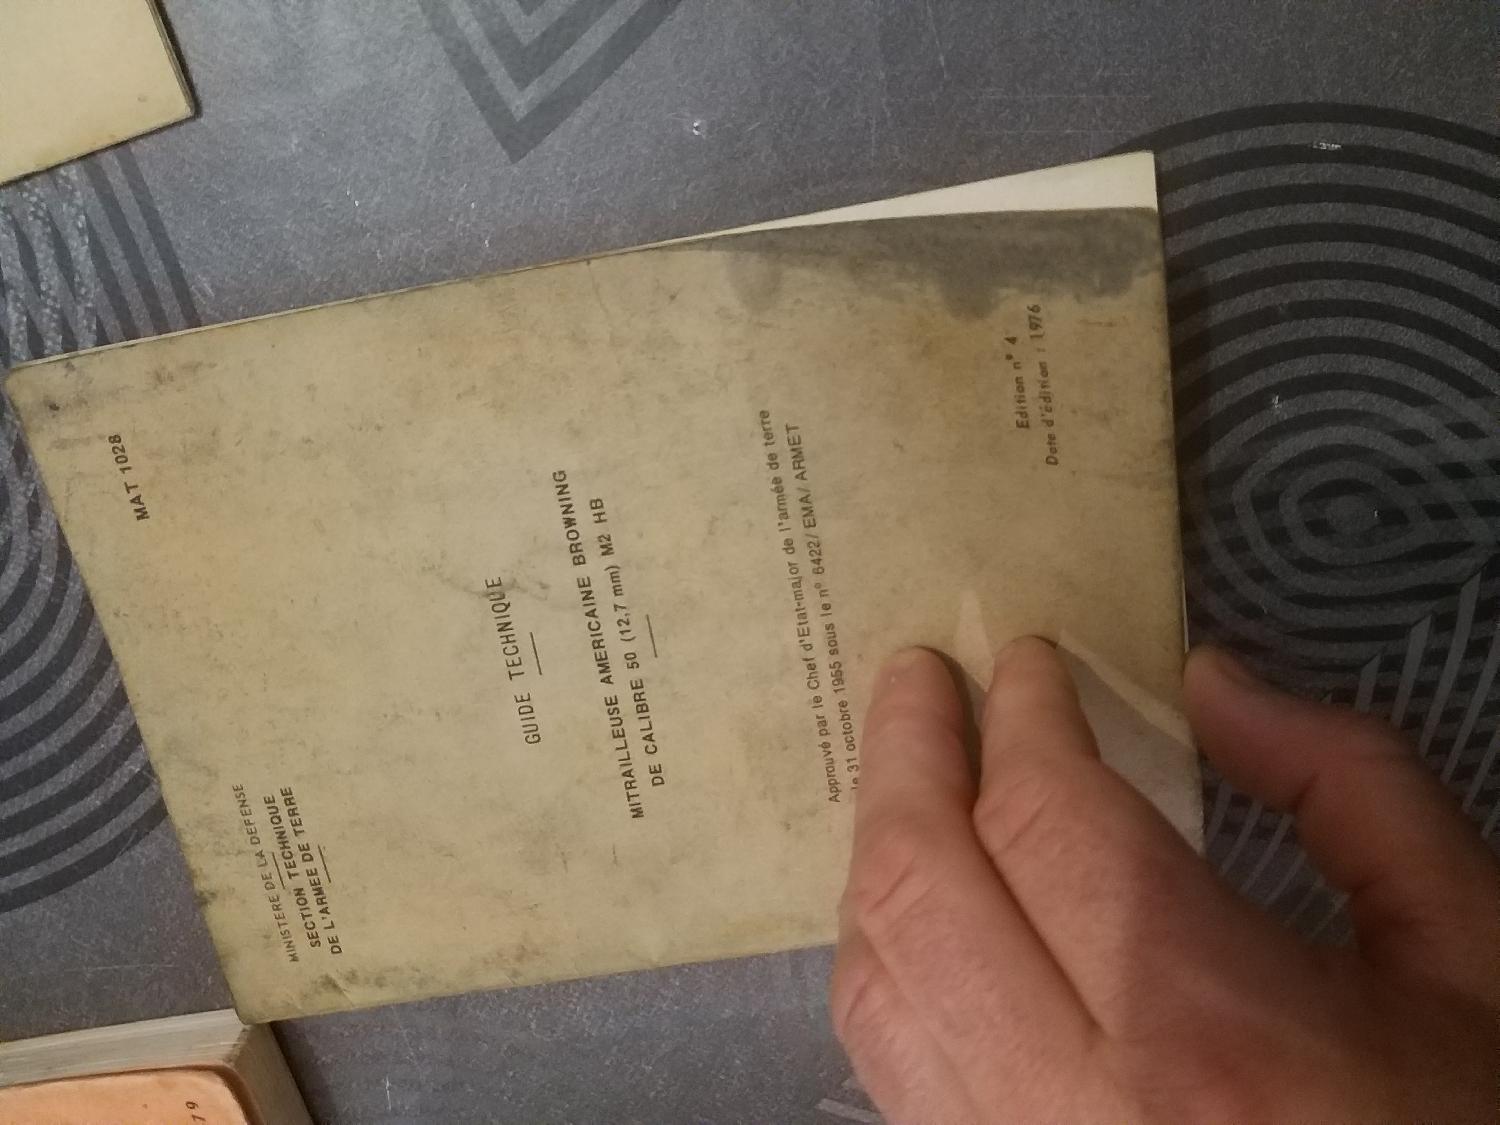 MINISTERE DE LA DEFENSE
SECTION TECHNIQUE
DE L'ARMEE DE TERRE
MAT 1028
GUIDE TECHNIQUE
MITRAILLEUSE AMERICAINE BROWNING
DE CALIBRE 50 (12,7 mm) M2 HB
Approuvé par le Chef d'Etat-major de l'armée de terre
le 31 octobre 1955 sous le n° 6422/ EMA/ ARMET
Edition n° 4
Date d'édition : 1976
79